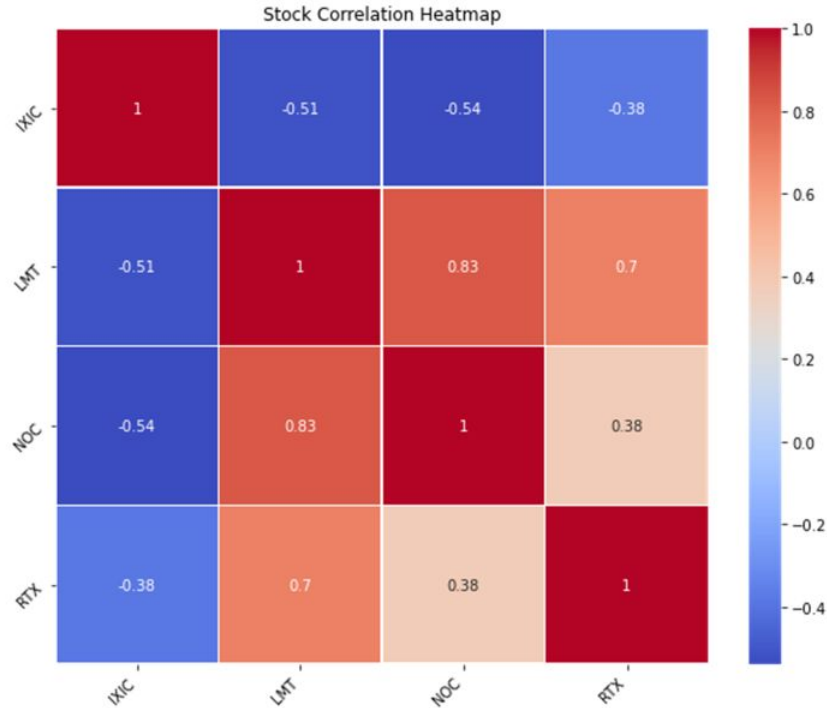 Stock Correlation Heatmap
IXIC 1 -0.51 -0.54 -0.38
LMT -0.51 1 0.83 0.7
NOC -0.54 0.83 1 0.38
RTX -0.38 0.7 0.38 1
IXIC LMT NOC RTX
1.0
0.8
0.6
0.4
0.2
0.0
−0.2
−0.4